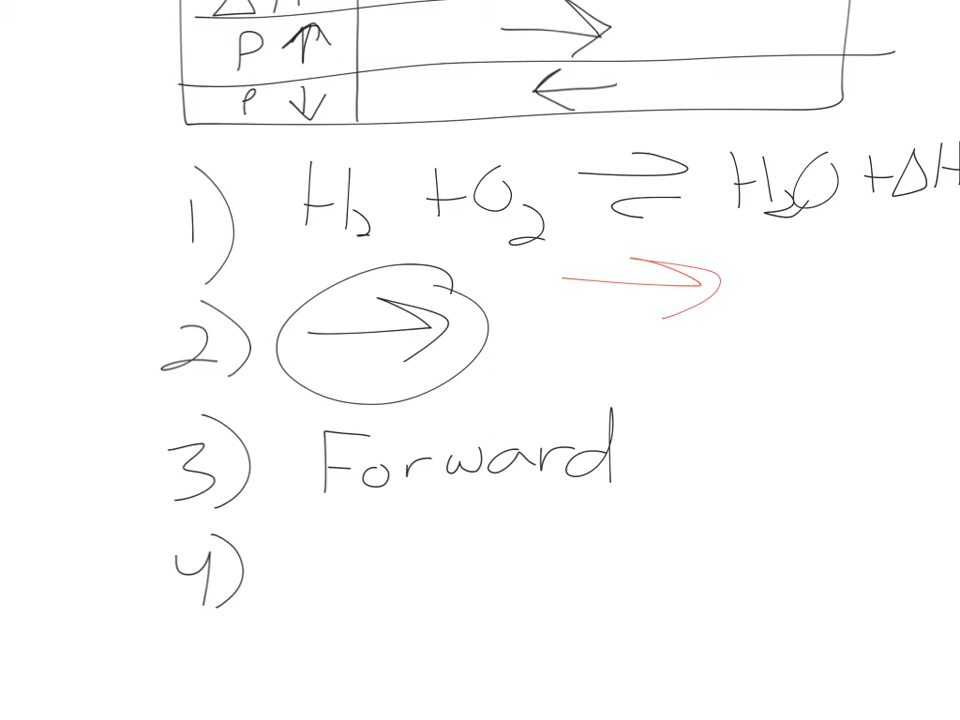 P ↑ →
P ↓ ←
1) H2 + O2 ⇌ H2O + ΔH
→
2) →
3) Forward
4)